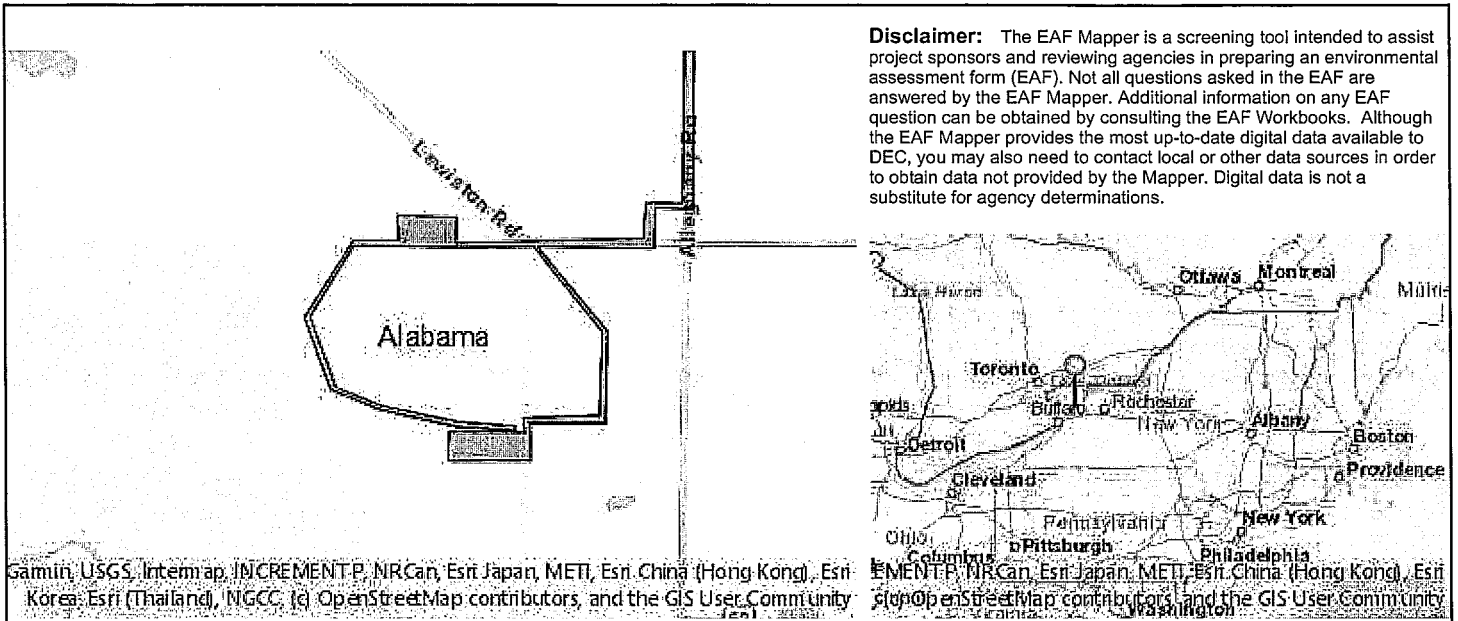 Disclaimer: The EAF Mapper is a screening tool intended to assist
project sponsors and reviewing agencies in preparing an environmental
assessment form (EAF). Not all questions asked in the EAF are
answered by the EAF Mapper. Additional information on any EAF
question can be obtained by consulting the EAF Workbooks. Although
the EAF Mapper provides the most up-to-date digital data available to
DEC, you may also need to contact local or other data sources in order
to obtain data not provided by the Mapper. Digital data is not a
substitute for agency determinations.
Lewiston Rd
Alabama
Garmin, USGS, Intermap, INCREMENT P, NRCan, Esri Japan, METI, Esri China (Hong Kong), Esri
Korea, Esri (Thailand), NGCC, (c) OpenStreetMap contributors, and the GIS User Community
Ottawa
Montreal
Lake Huron
Toronto
Buffalo
Rochester
New York
Albany
Boston
Detroit
Providence
Cleveland
Pennsylvania
New York
Ohio
Pittsburgh
Columbus
Philadelphia
EMENT P, NRCan, Esri Japan, METI, Esri China (Hong Kong), Esri
OpenStreetMap contributors, and the GIS User Community
Washington